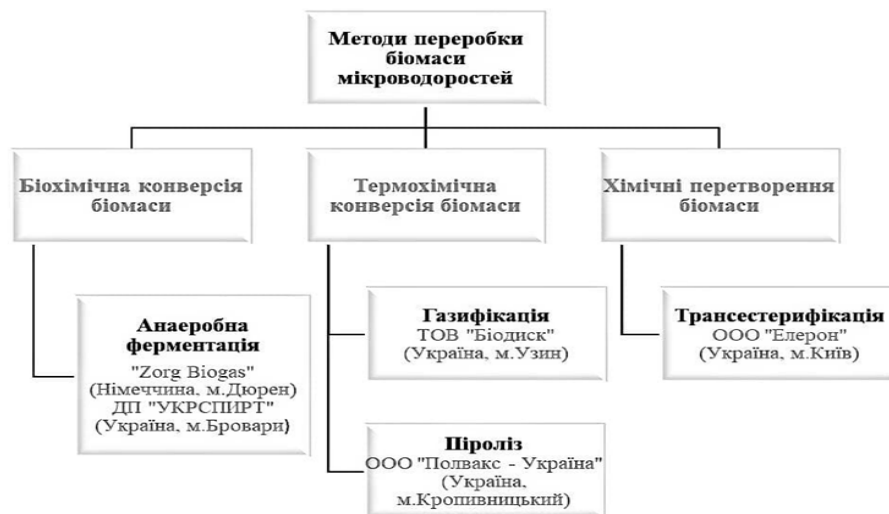 Методи переробки
біомаси
мікроводоростей
Біохімічна конверсія
біомаси
Термохімічна
конверсія біомаси
Хімічні перетворення
біомаси
Анаеробна
ферментація
"Zorg Biogas"
(Німеччина, м.Дюрен)
ДП "УКРСПИРТ"
(Україна, м.Бровари)
Газифікація
ТОВ "Біодиск"
(Україна, м.Узин)
Піроліз
ООО "Полвакс - Україна"
(Україна,
м.Кропивницький)
Трансестерифікація
ООО "Елерон"
(Україна, м.Київ)